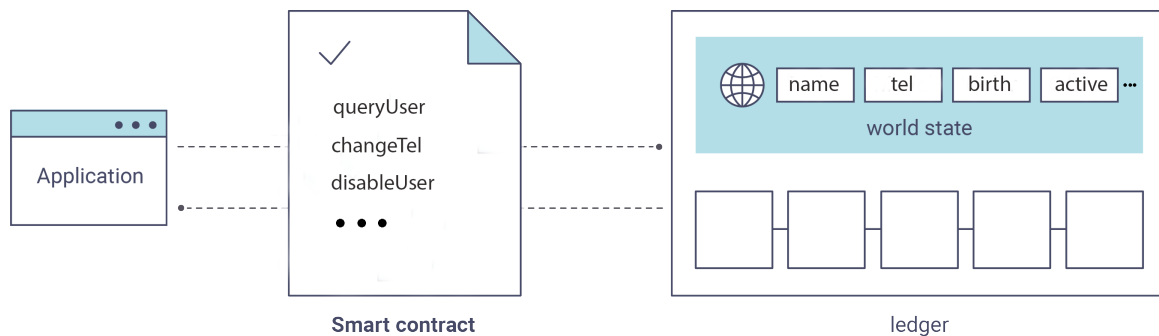 Application
queryUser
changeTel
disableUser
...
Smart contract
name tel birth active ...
world state
ledger